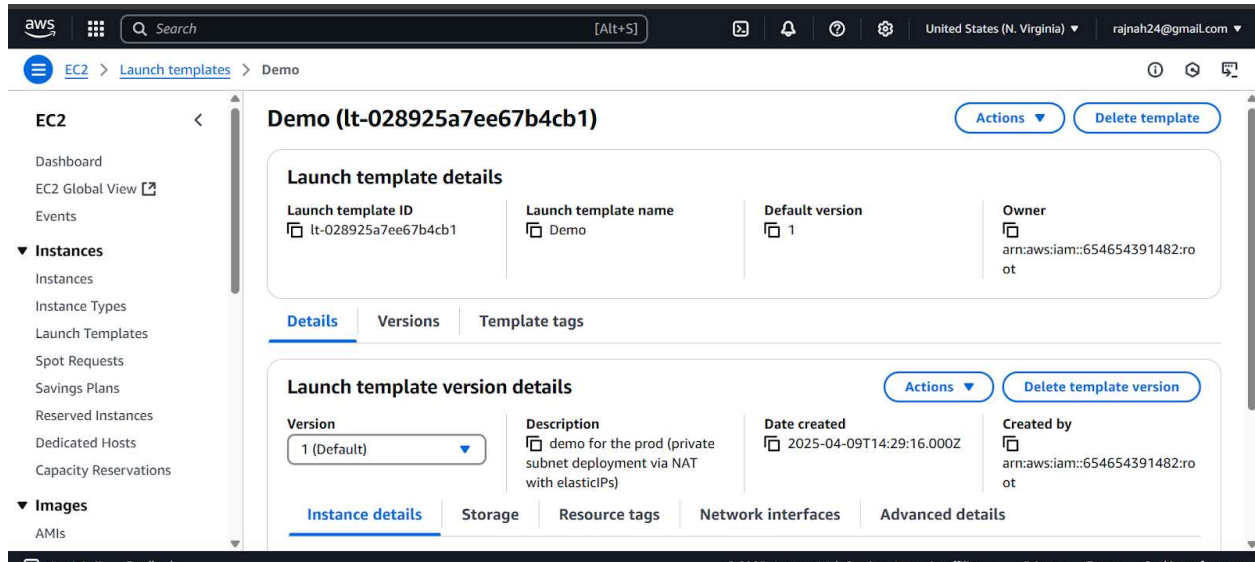 aws
Search [Alt+S]
United States (N. Virginia)
rajnah24@gmail.com
EC2 > Launch templates > Demo
EC2
Dashboard
EC2 Global View
Events
Instances
Instances
Instance Types
Launch Templates
Spot Requests
Savings Plans
Reserved Instances
Dedicated Hosts
Capacity Reservations
Images
AMIs
Demo (lt-028925a7ee67b4cb1)
Actions
Delete template
Launch template details
Launch template ID
lt-028925a7ee67b4cb1
Launch template name
Demo
Default version
1
Owner
arn:aws:iam::654654391482:ro
ot
Details Versions Template tags
Launch template version details
Actions
Delete template version
Version
1 (Default)
Description
demo for the prod (private
subnet deployment via NAT
with elasticIPs)
Date created
2025-04-09T14:29:16.000Z
Created by
arn:aws:iam::654654391482:ro
ot
Instance details Storage Resource tags Network interfaces Advanced details